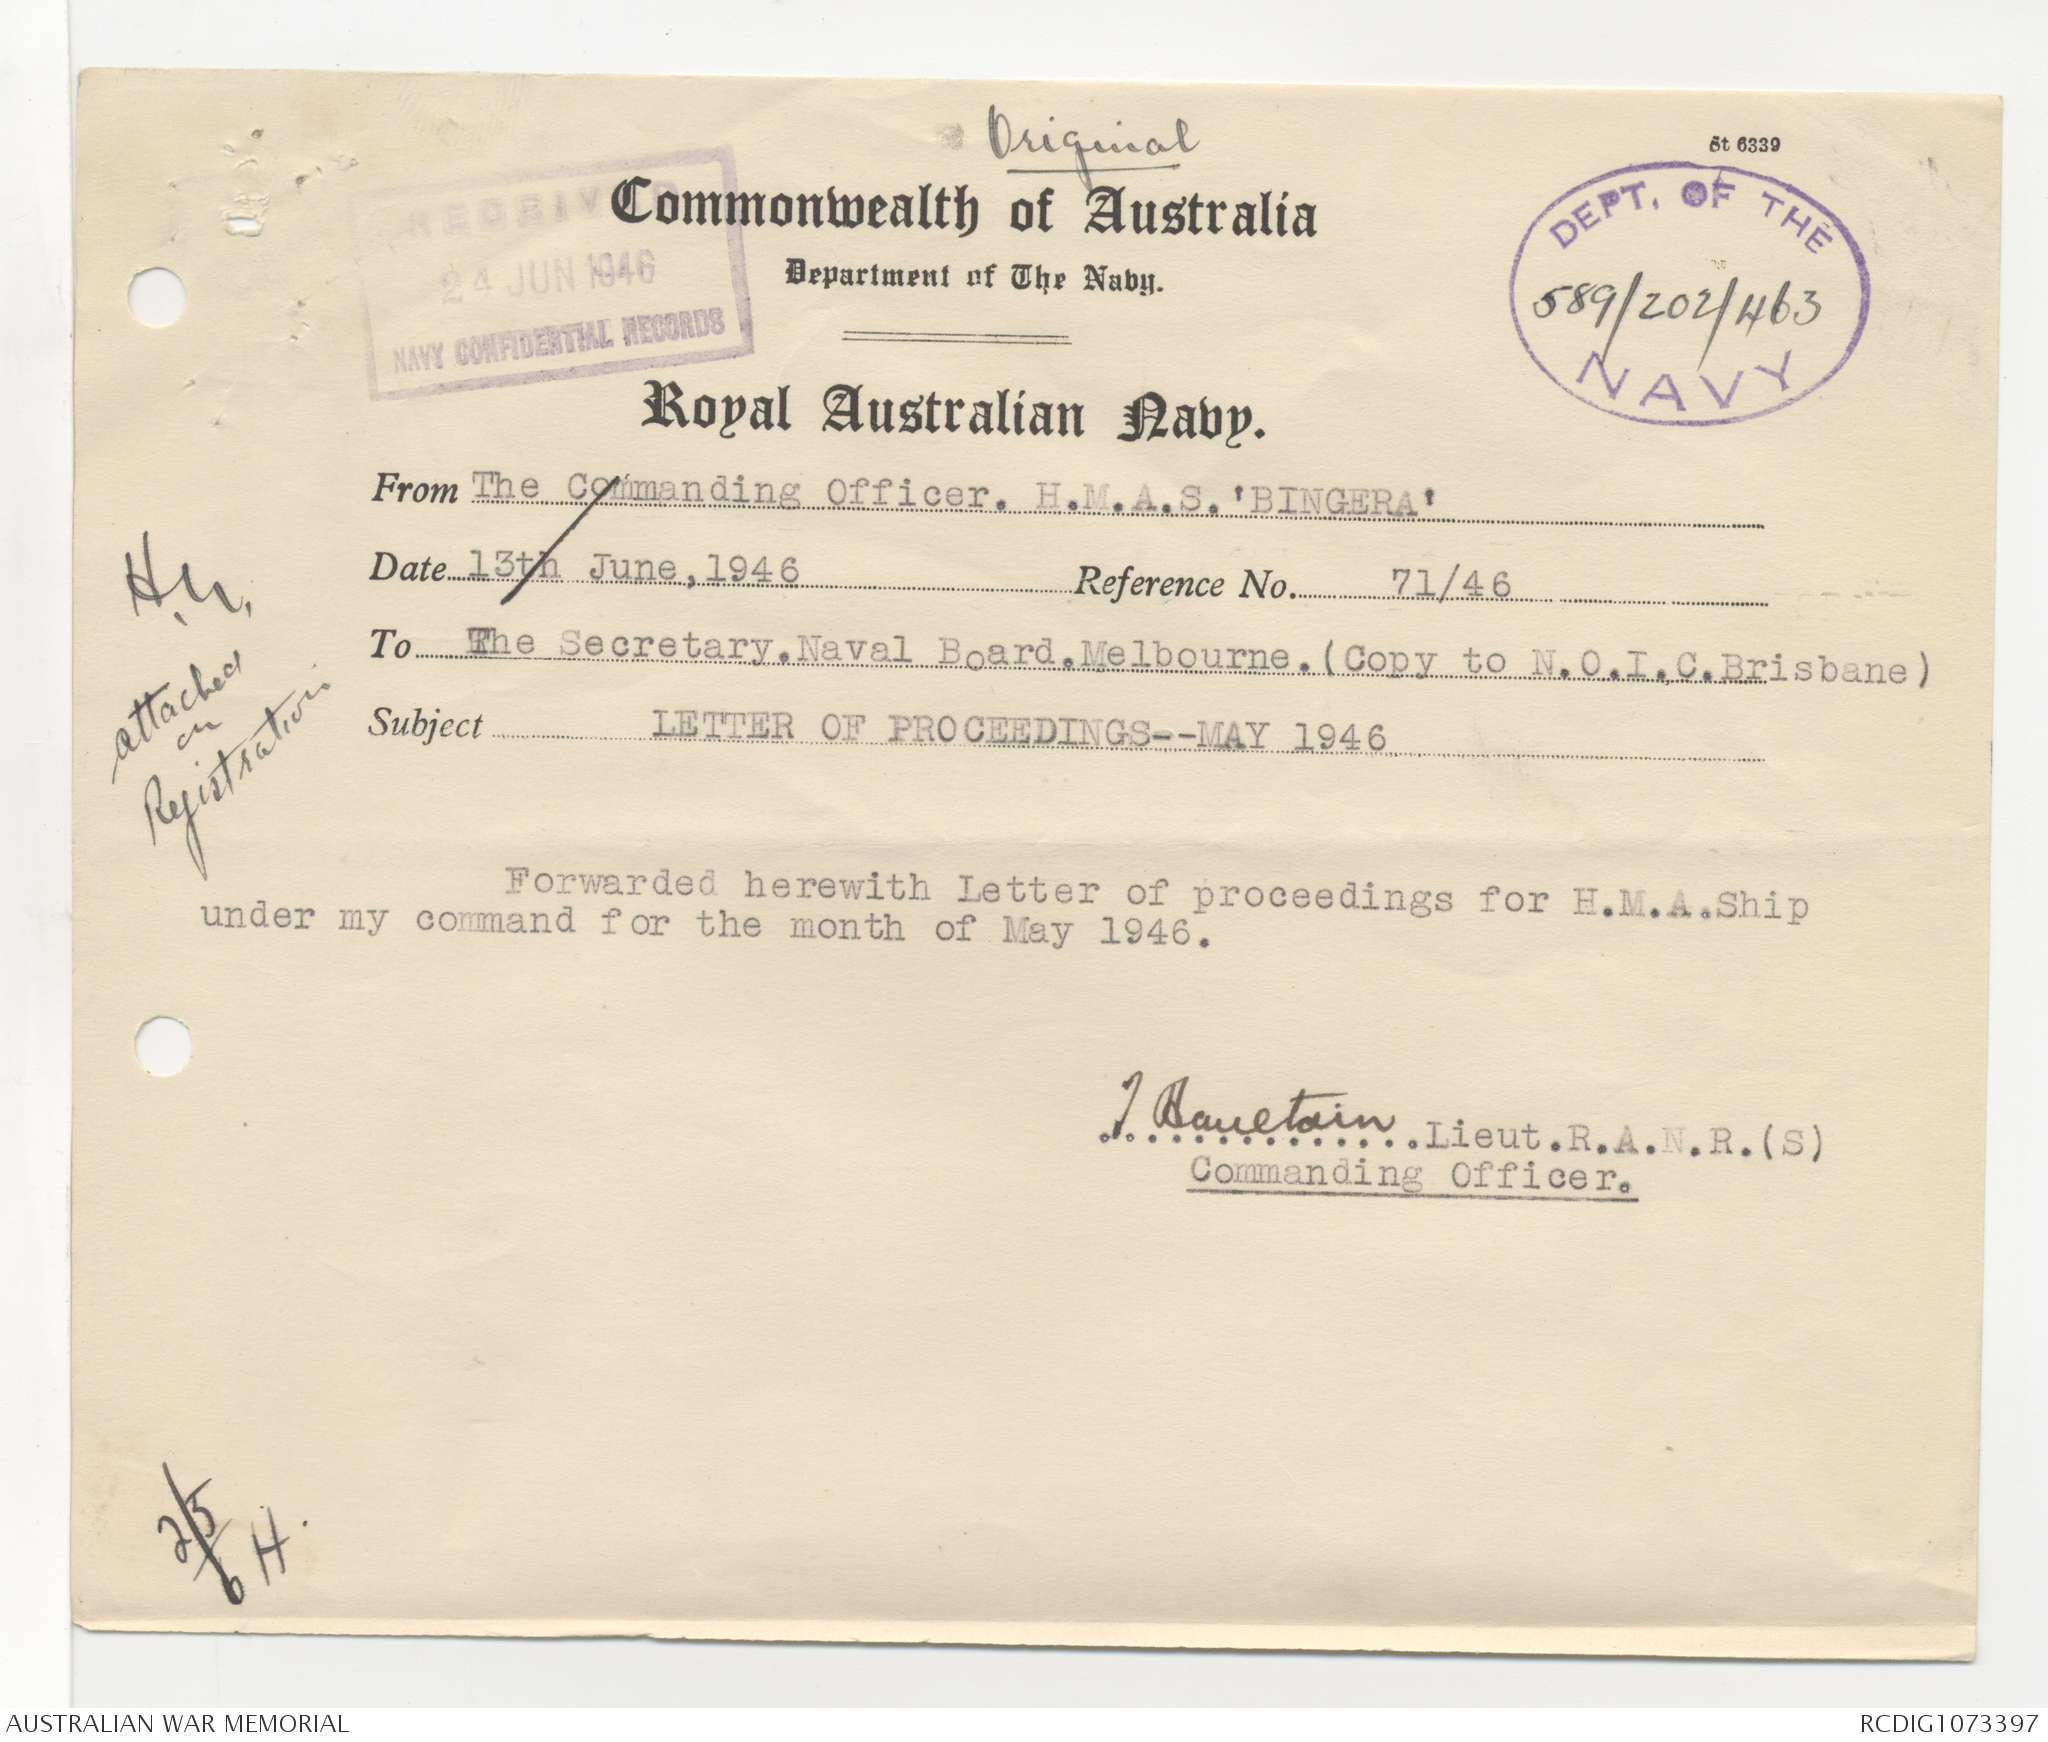 Original
St 6339
RECEIVED
24 JUN 1946
NAVY CONFIDENTIAL RECORDS
Commonwealth of Australia
Department of The Navy.
DEPT. OF THE
589/202/463
NAVY
Royal Australian Navy.
From The Commanding Officer. H.M.A.S.'BINGERA'
Date 13th June, 1946 Reference No. 71/46
To The Secretary.Naval Board.Melbourne.(Copy to N.O.I.C.Brisbane)
Subject LETTER OF PROCEEDINGS--MAY 1946
attached
on
Registration
Forwarded herewith Letter of proceedings for H.M.A.Ship
under my command for the month of May 1946.
..............Lieut.R.A.N.R.(S)
Commanding Officer.
25/6 H.
AUSTRALIAN WAR MEMORIAL
RCDIG1073397